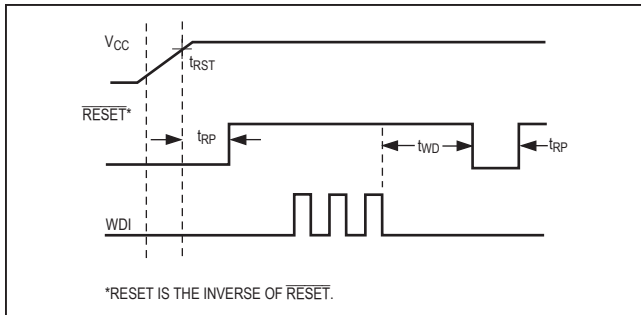 VCC
tRST
RESET*
tRP
tWD
tRP
WDI
*RESET IS THE INVERSE OF RESET.